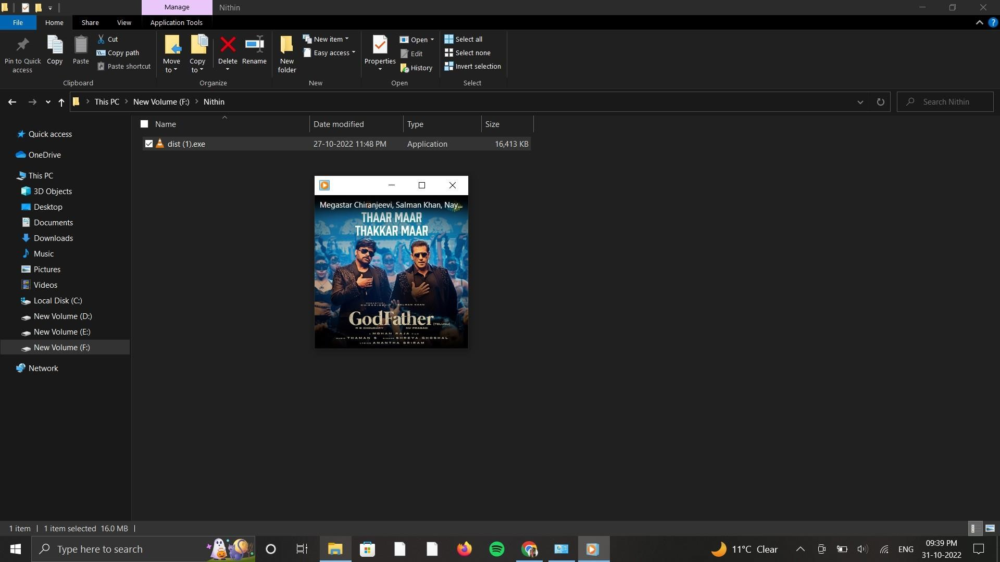 Manage
Nithin
File
Home
Share
View
Application Tools
Pin to Quick
access
Copy
Paste
Cut
Copy path
Paste shortcut
Clipboard
Move
to
Copy
to
Delete
Rename
Organize
New
folder
New item
Easy access
New
Properties
Open
Edit
History
Open
Select all
Select none
Invert selection
Select
This PC > New Volume (F:) > Nithin
Search Nithin
Name
Date modified
Type
Size
dist (1).exe
27-10-2022 11:48 PM
Application
16,413 KB
Quick access
OneDrive
This PC
3D Objects
Desktop
Documents
Downloads
Music
Pictures
Videos
Local Disk (C:)
New Volume (D:)
New Volume (E:)
New Volume (F:)
Network
Megastar Chiranjeevi, Salman Khan, Nay...
THAAR MAAR
THAKKAR MAAR
MEGASTAR
CHIRANJEEVI
SALMAN KHAN
GodFather
(TELUGU)
R B CHOUDARY
NV PRASAD
A MOHAN RAJA FILM
MUSIC THAMAN S SINGER SHREYA GHOSHAL
LYRICS ANANTHA SRIRAM
1 item
1 item selected 16.0 MB
Type here to search
11°C Clear
ENG
09:39 PM
31-10-2022